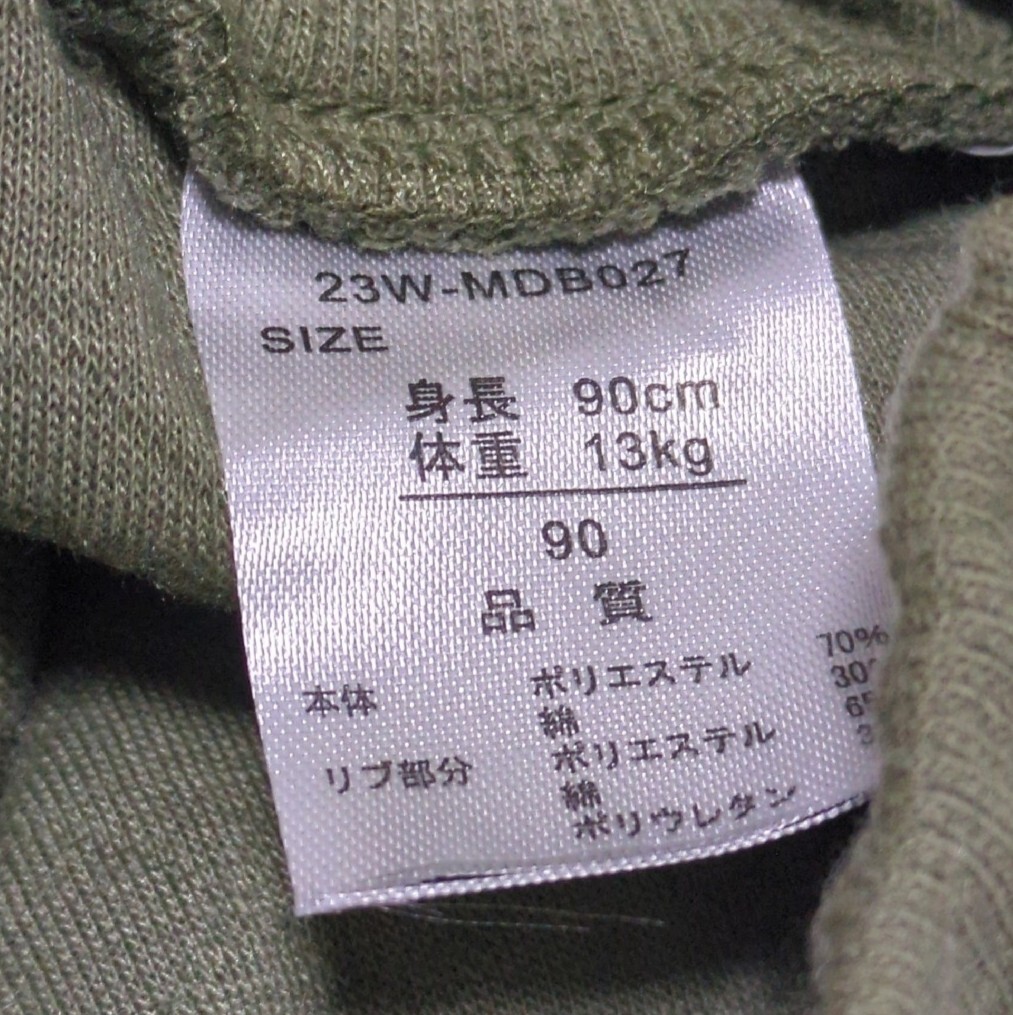 23W-MDB027
SIZE
身長 90cm
体重 13kg
90
品質
本体 ポリエステル 70%
綿 30
リブ部分 ポリエステル
綿
ポリウレタン